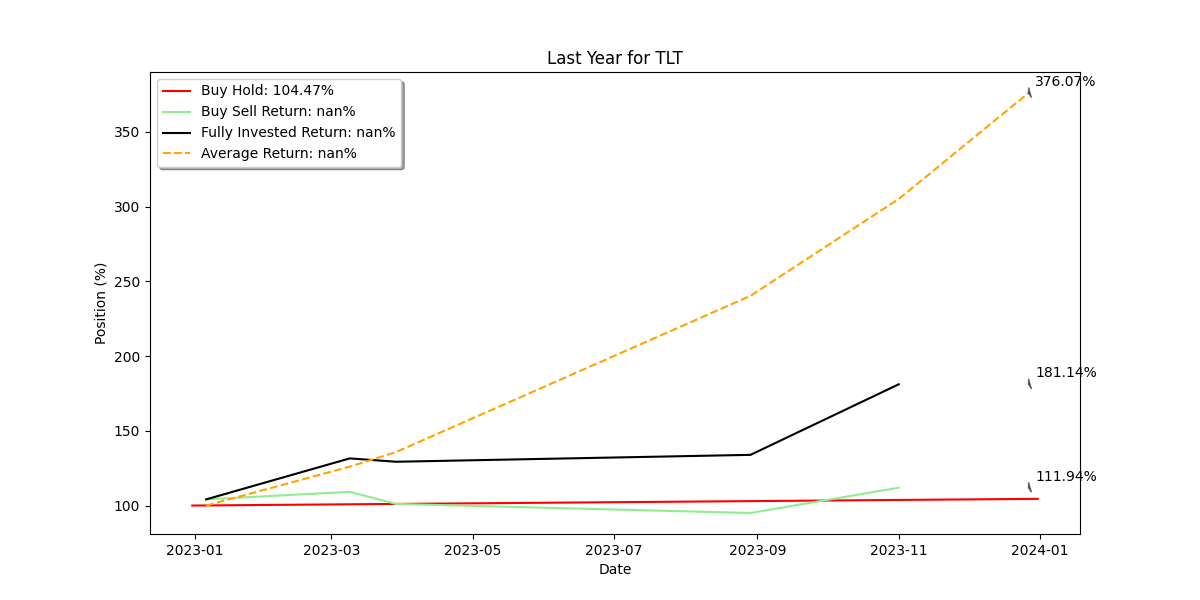 Last Year for TLT
Buy Hold: 104.47%
Buy Sell Return: nan%
Fully Invested Return: nan%
Average Return: nan%
376.07%
181.14%
111.94%
Position (%)
350
300
250
200
150
100
2023-01
2023-03
2023-05
2023-07
2023-09
2023-11
2024-01
Date